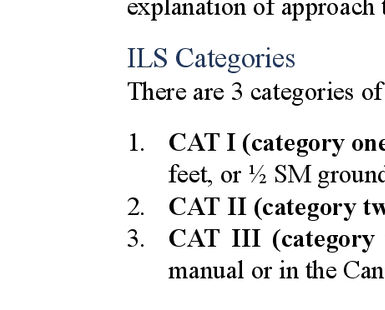 explanation of approach
ILS Categories
There are 3 categories of
1. CAT I (category one
feet, or ½ SM ground
2. CAT II (category tw
3. CAT III (category
manual or in the Can